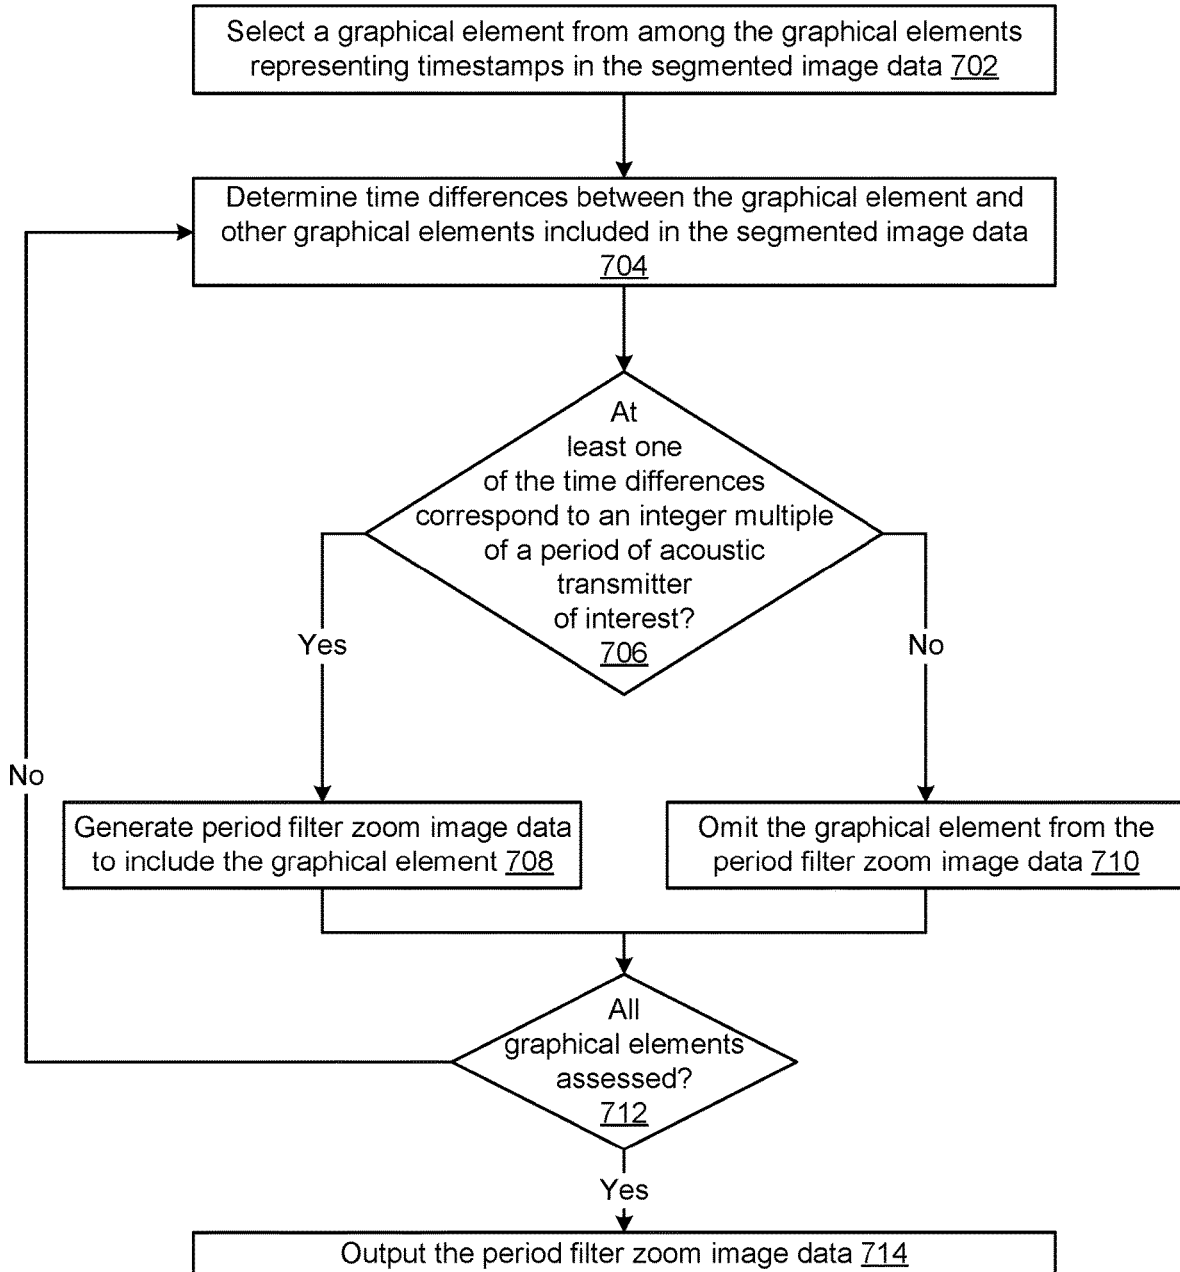 Select a graphical element from among the graphical elements
representing timestamps in the segmented image data 702
Determine time differences between the graphical element and
other graphical elements included in the segmented image data
704
At
least one
of the time differences
correspond to an integer multiple
of a period of acoustic
transmitter
of interest?
706
Yes
No
No
Generate period filter zoom image data
to include the graphical element 708
Omit the graphical element from the
period filter zoom image data 710
All
graphical elements
assessed?
712
Yes
Output the period filter zoom image data 714